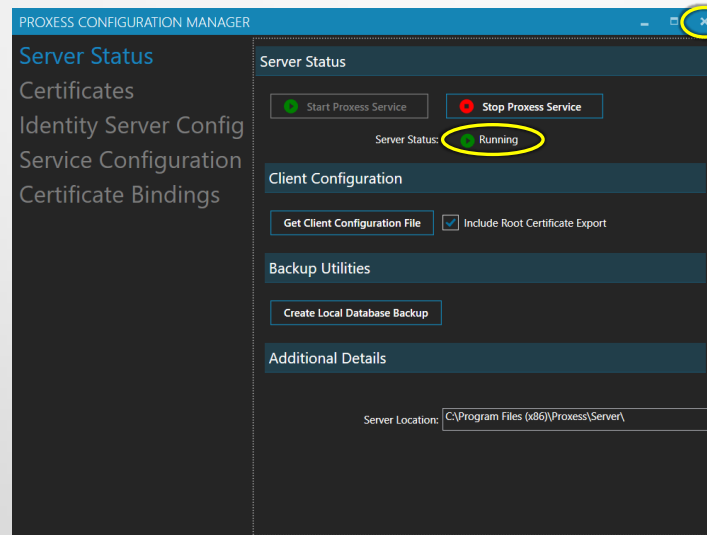 PROXESS CONFIGURATION MANAGER
Server Status
Certificates
Identity Server Config
Service Configuration
Certificate Bindings
Server Status
Start Proxess Service
Stop Proxess Service
Server Status: Running
Client Configuration
Get Client Configuration File
Include Root Certificate Export
Backup Utilities
Create Local Database Backup
Additional Details
Server Location: C:\Program Files (x86)\Proxess\Server\